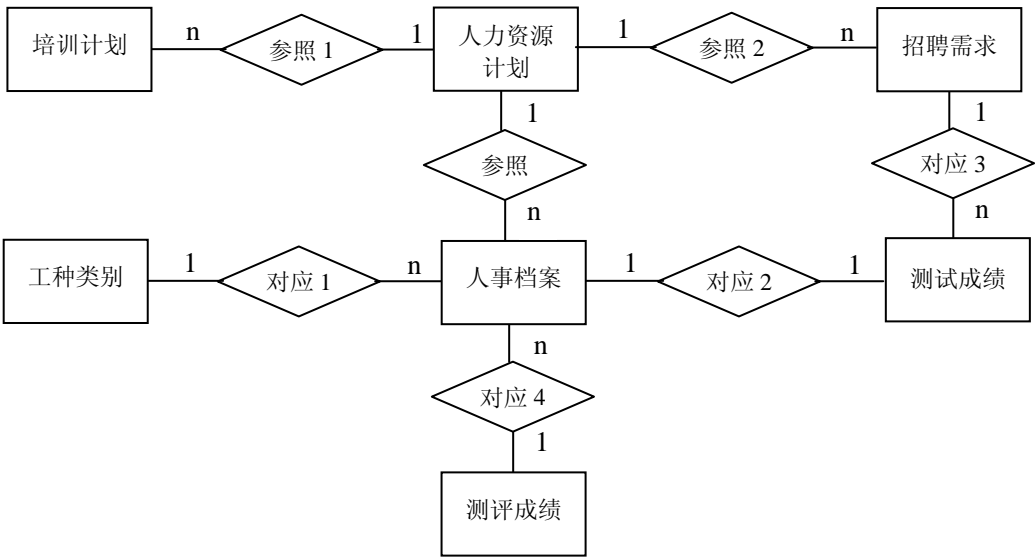 培训计划
n
参照 1
1
人力资源
计划
1
参照 2
n
招聘需求
1
参照
n
1
对应 3
n
工种类别
1
对应 1
n
人事档案
1
对应 2
1
测试成绩
n
对应 4
1
测评成绩